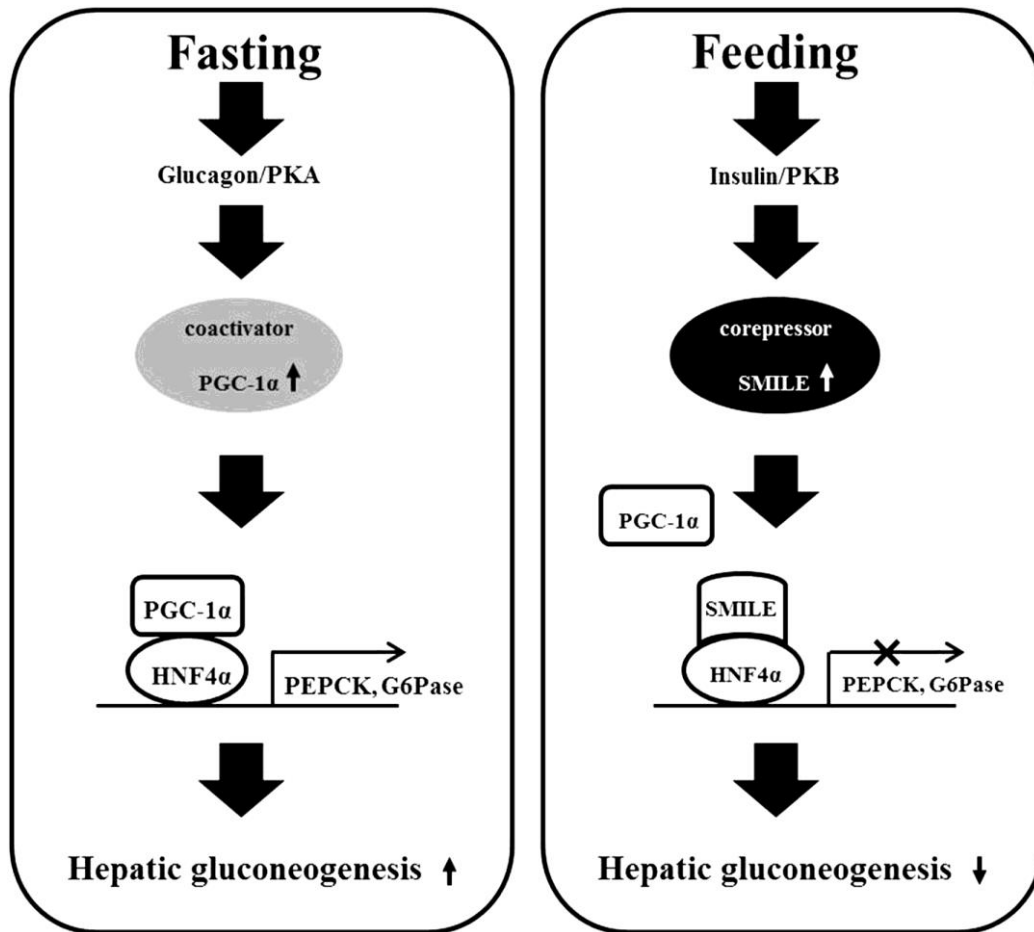 Fasting
Glucagon/PKA
coactivator
PGC-1α
PGC-1α
HNF4α
PEPCK, G6Pase
Hepatic gluconeogenesis
Feeding
Insulin/PKB
corepressor
SMILE
PGC-1α
SMILE
HNF4α
PEPCK, G6Pase
Hepatic gluconeogenesis